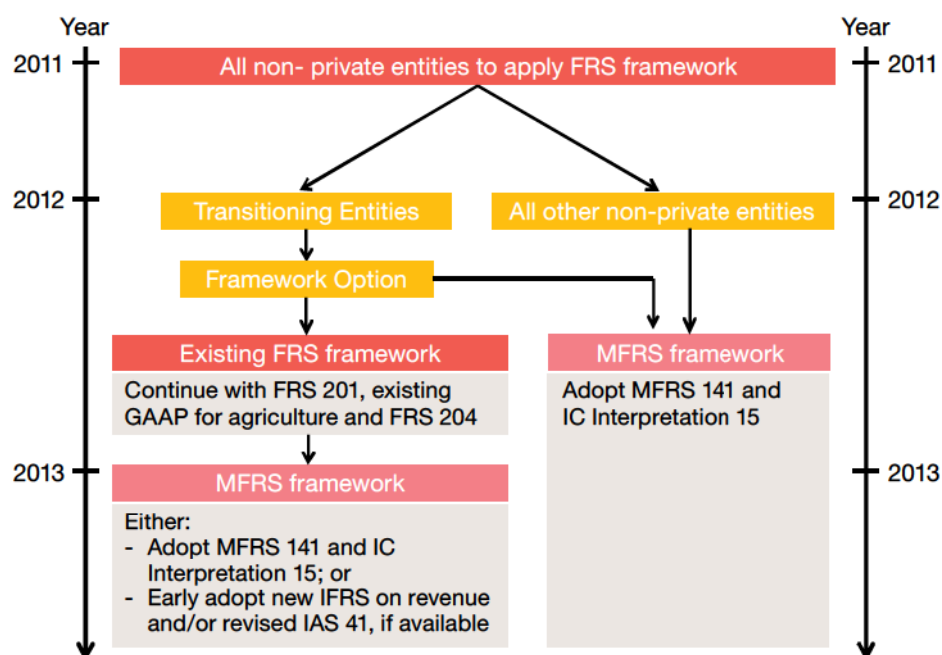 Year
Year
2011
All non- private entities to apply FRS framework
2011
2012
Transitioning Entities
All other non-private entities
2012
Framework Option
Existing FRS framework
MFRS framework
Continue with FRS 201, existing
GAAP for agriculture and FRS 204
Adopt MFRS 141 and
IC Interpretation 15
2013
MFRS framework
2013
Either:
- Adopt MFRS 141 and IC
Interpretation 15; or
- Early adopt new IFRS on revenue
and/or revised IAS 41, if available